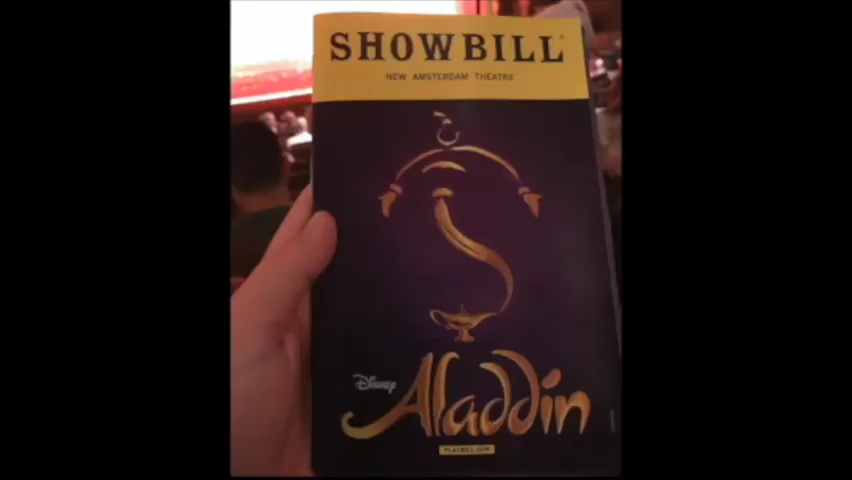 SHOWBILL
NEW AMSTERDAM THEATRE
Disney
Aladdin
PLAYBILL.COM